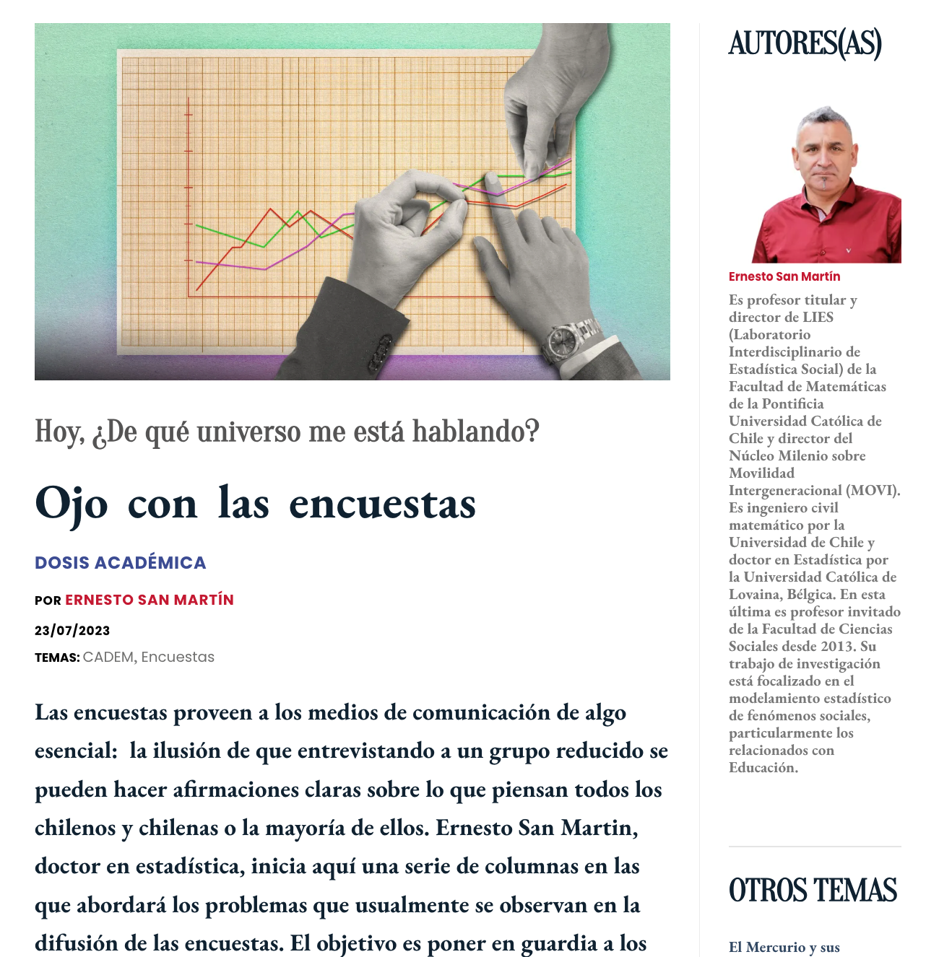 Hoy, ¿De qué universo me está hablando?
Ojo con las encuestas
DOSIS ACADÉMICA
POR ERNESTO SAN MARTÍN
23/07/2023
TEMAS: CADEM, Encuestas
Las encuestas proveen a los medios de comunicación de algo
esencial:  la ilusión de que entrevistando a un grupo reducido se
pueden hacer afirmaciones claras sobre lo que piensan todos los
chilenos y chilenas o la mayoría de ellos. Ernesto San Martin,
doctor en estadística, inicia aquí una serie de columnas en las
que abordará los problemas que usualmente se observan en la
difusión de las encuestas. El objetivo es poner en guardia a los
AUTORES(AS)
Ernesto San Martín
Es profesor titular y
director de LIES
(Laboratorio
Interdisciplinario de
Estadística Social) de la
Facultad de Matemáticas
de la Pontificia
Universidad Católica de
Chile y director del
Núcleo Milenio sobre
Movilidad
Intergeneracional (MOVI).
Es ingeniero civil
matemático por la
Universidad de Chile y
doctor en Estadística por
la Universidad Católica de
Lovaina, Bélgica. En esta
última es profesor invitado
de la Facultad de Ciencias
Sociales desde 2013. Su
trabajo de investigación
está focalizado en el
modelamiento estadístico
de fenómenos sociales,
particularmente los
relacionados con
Educación.
OTROS TEMAS
El Mercurio y sus